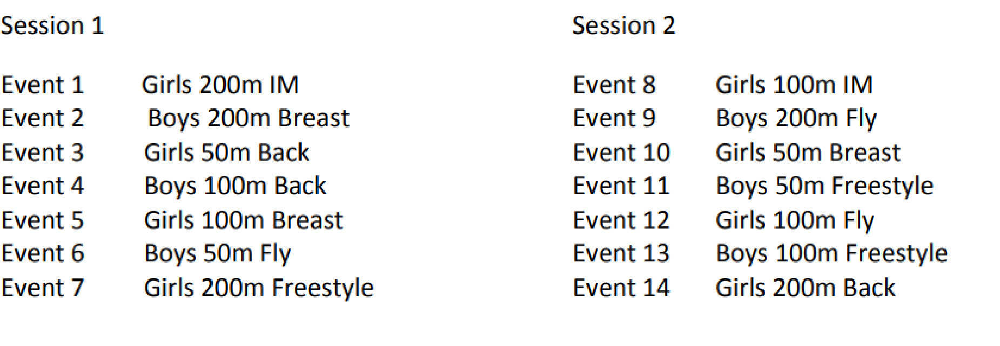 Session 1
Event 1 Girls 200m IM
Event 2 Boys 200m Breast
Event 3 Girls 50m Back
Event 4 Boys 100m Back
Event 5 Girls 100m Breast
Event 6 Boys 50m Fly
Event 7 Girls 200m Freestyle
Session 2
Event 8 Girls 100m IM
Event 9 Boys 200m Fly
Event 10 Girls 50m Breast
Event 11 Boys 50m Freestyle
Event 12 Girls 100m Fly
Event 13 Boys 100m Freestyle
Event 14 Girls 200m Back